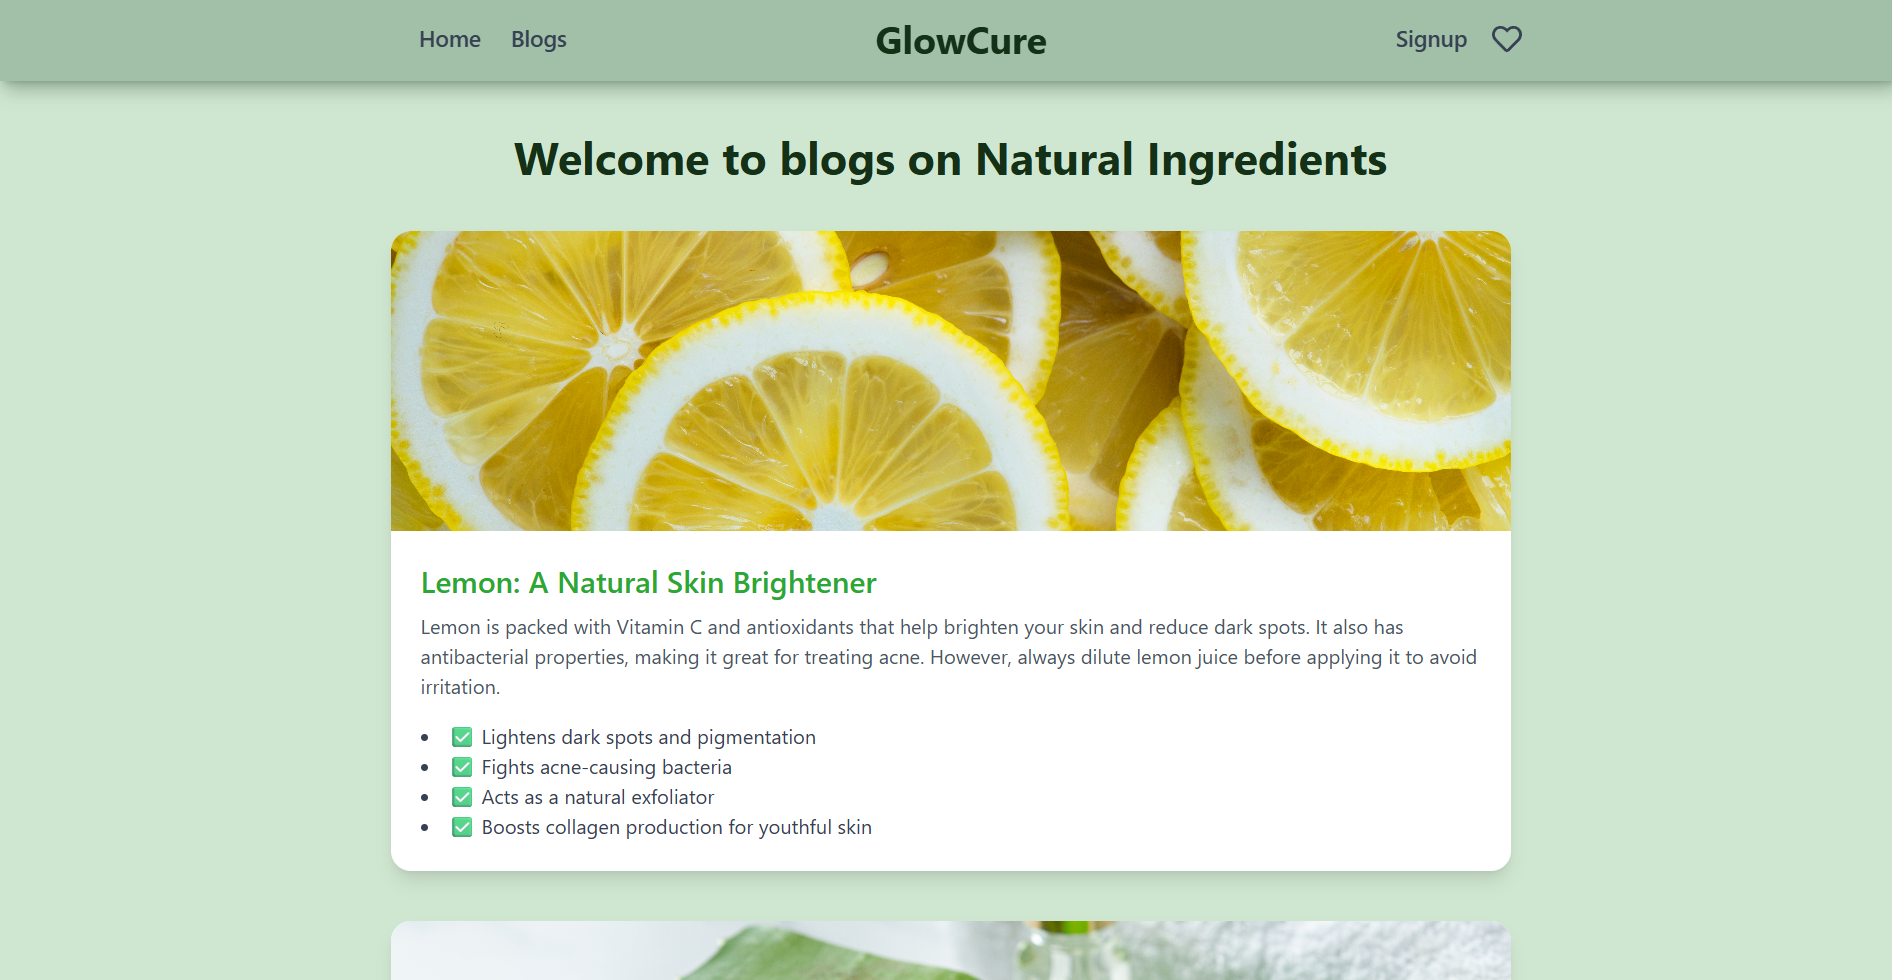 Home Blogs GlowCure Signup
Welcome to blogs on Natural Ingredients
Lemon: A Natural Skin Brightener
Lemon is packed with Vitamin C and antioxidants that help brighten your skin and reduce dark spots. It also has
antibacterial properties, making it great for treating acne. However, always dilute lemon juice before applying it to avoid
irritation.
• ✅ Lightens dark spots and pigmentation
• ✅ Fights acne-causing bacteria
• ✅ Acts as a natural exfoliator
• ✅ Boosts collagen production for youthful skin